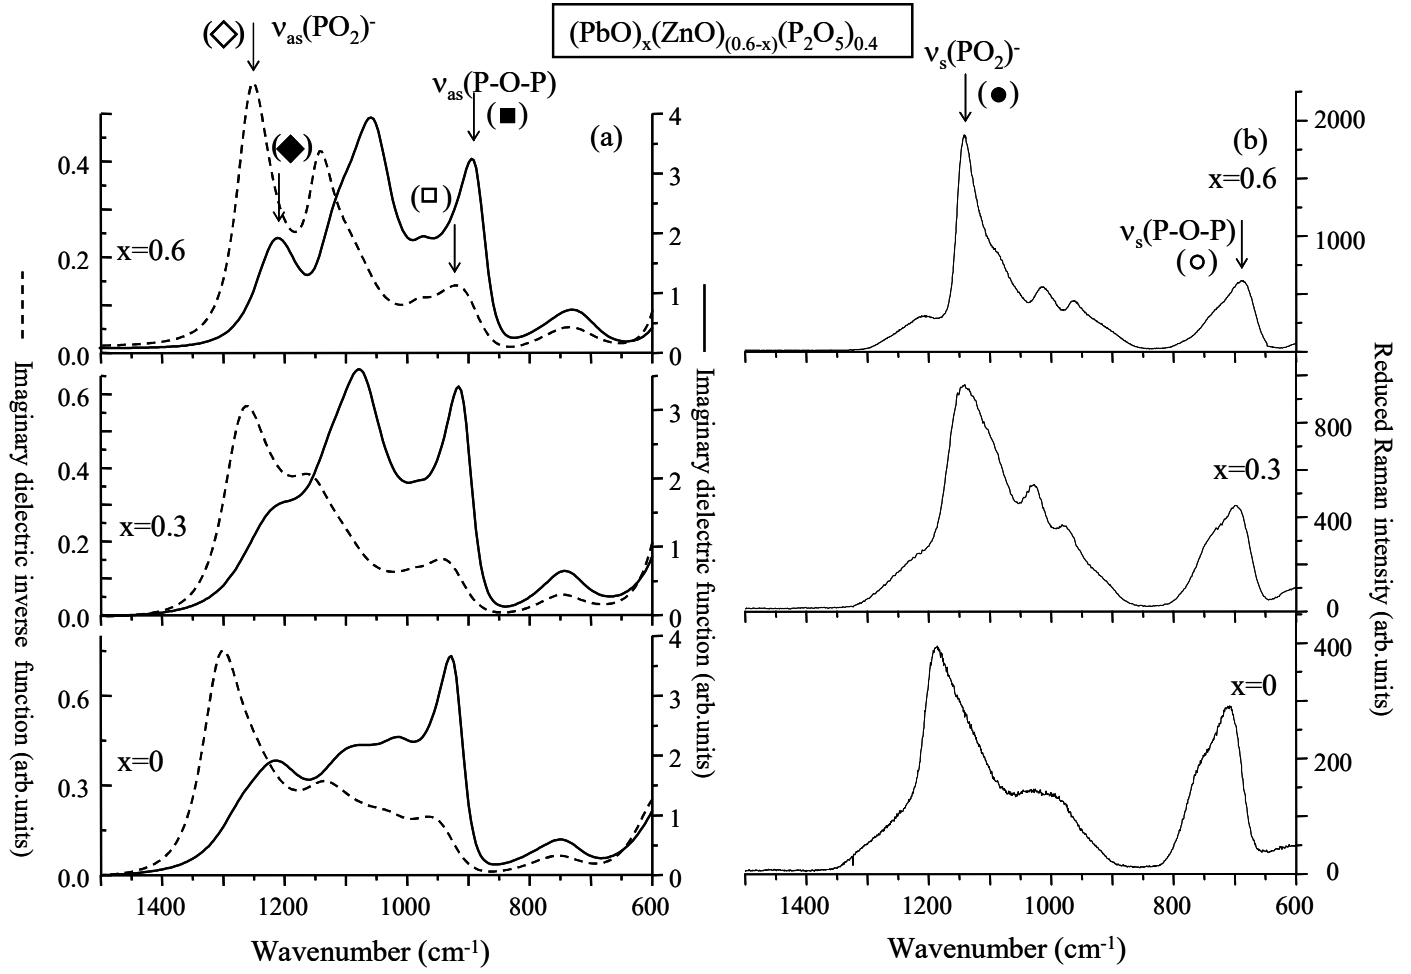 (PbO)x(ZnO)(0.6-x)(P2O5)0.4
(◇) νas(PO2)-
νas(P-O-P)
(■)
(◆)
(□)
(a)
x=0.6
0.4
0.2
0.0
4
3
2
1
0
x=0.3
0.6
0.4
0.2
0.0
3
2
1
0
x=0
0.6
0.3
0.0
4
3
2
1
0
1400 1200 1000 800 600
Wavenumber (cm-1)
Imaginary dielectric inverse function (arb.units)
Imaginary dielectric function (arb.units)
νs(PO2)-
(●)
(b)
x=0.6
νs(P-O-P)
(○)
2000
1000
0
x=0.3
800
400
0
x=0
400
200
0
1400 1200 1000 800 600
Wavenumber (cm-1)
Reduced Raman intensity (arb.units)